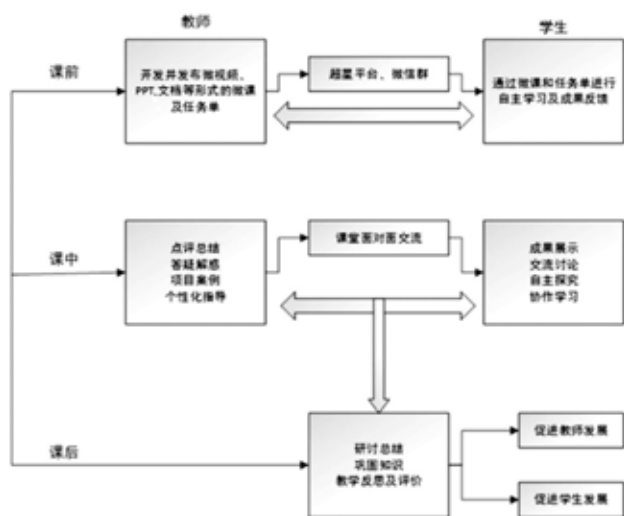 教师
学生
课前
开发并发布微视频、
PPT、文档等形式的微课
及任务单
超星平台、微信群
通过微课和任务单进行
自主学习及成果反馈
课中
点评总结
答疑解惑
项目案例
个性化指导
课堂面对面交流
成果展示
交流讨论
自主探究
协作学习
课后
研讨总结
巩固知识
教学反思及评价
促进教师发展
促进学生发展